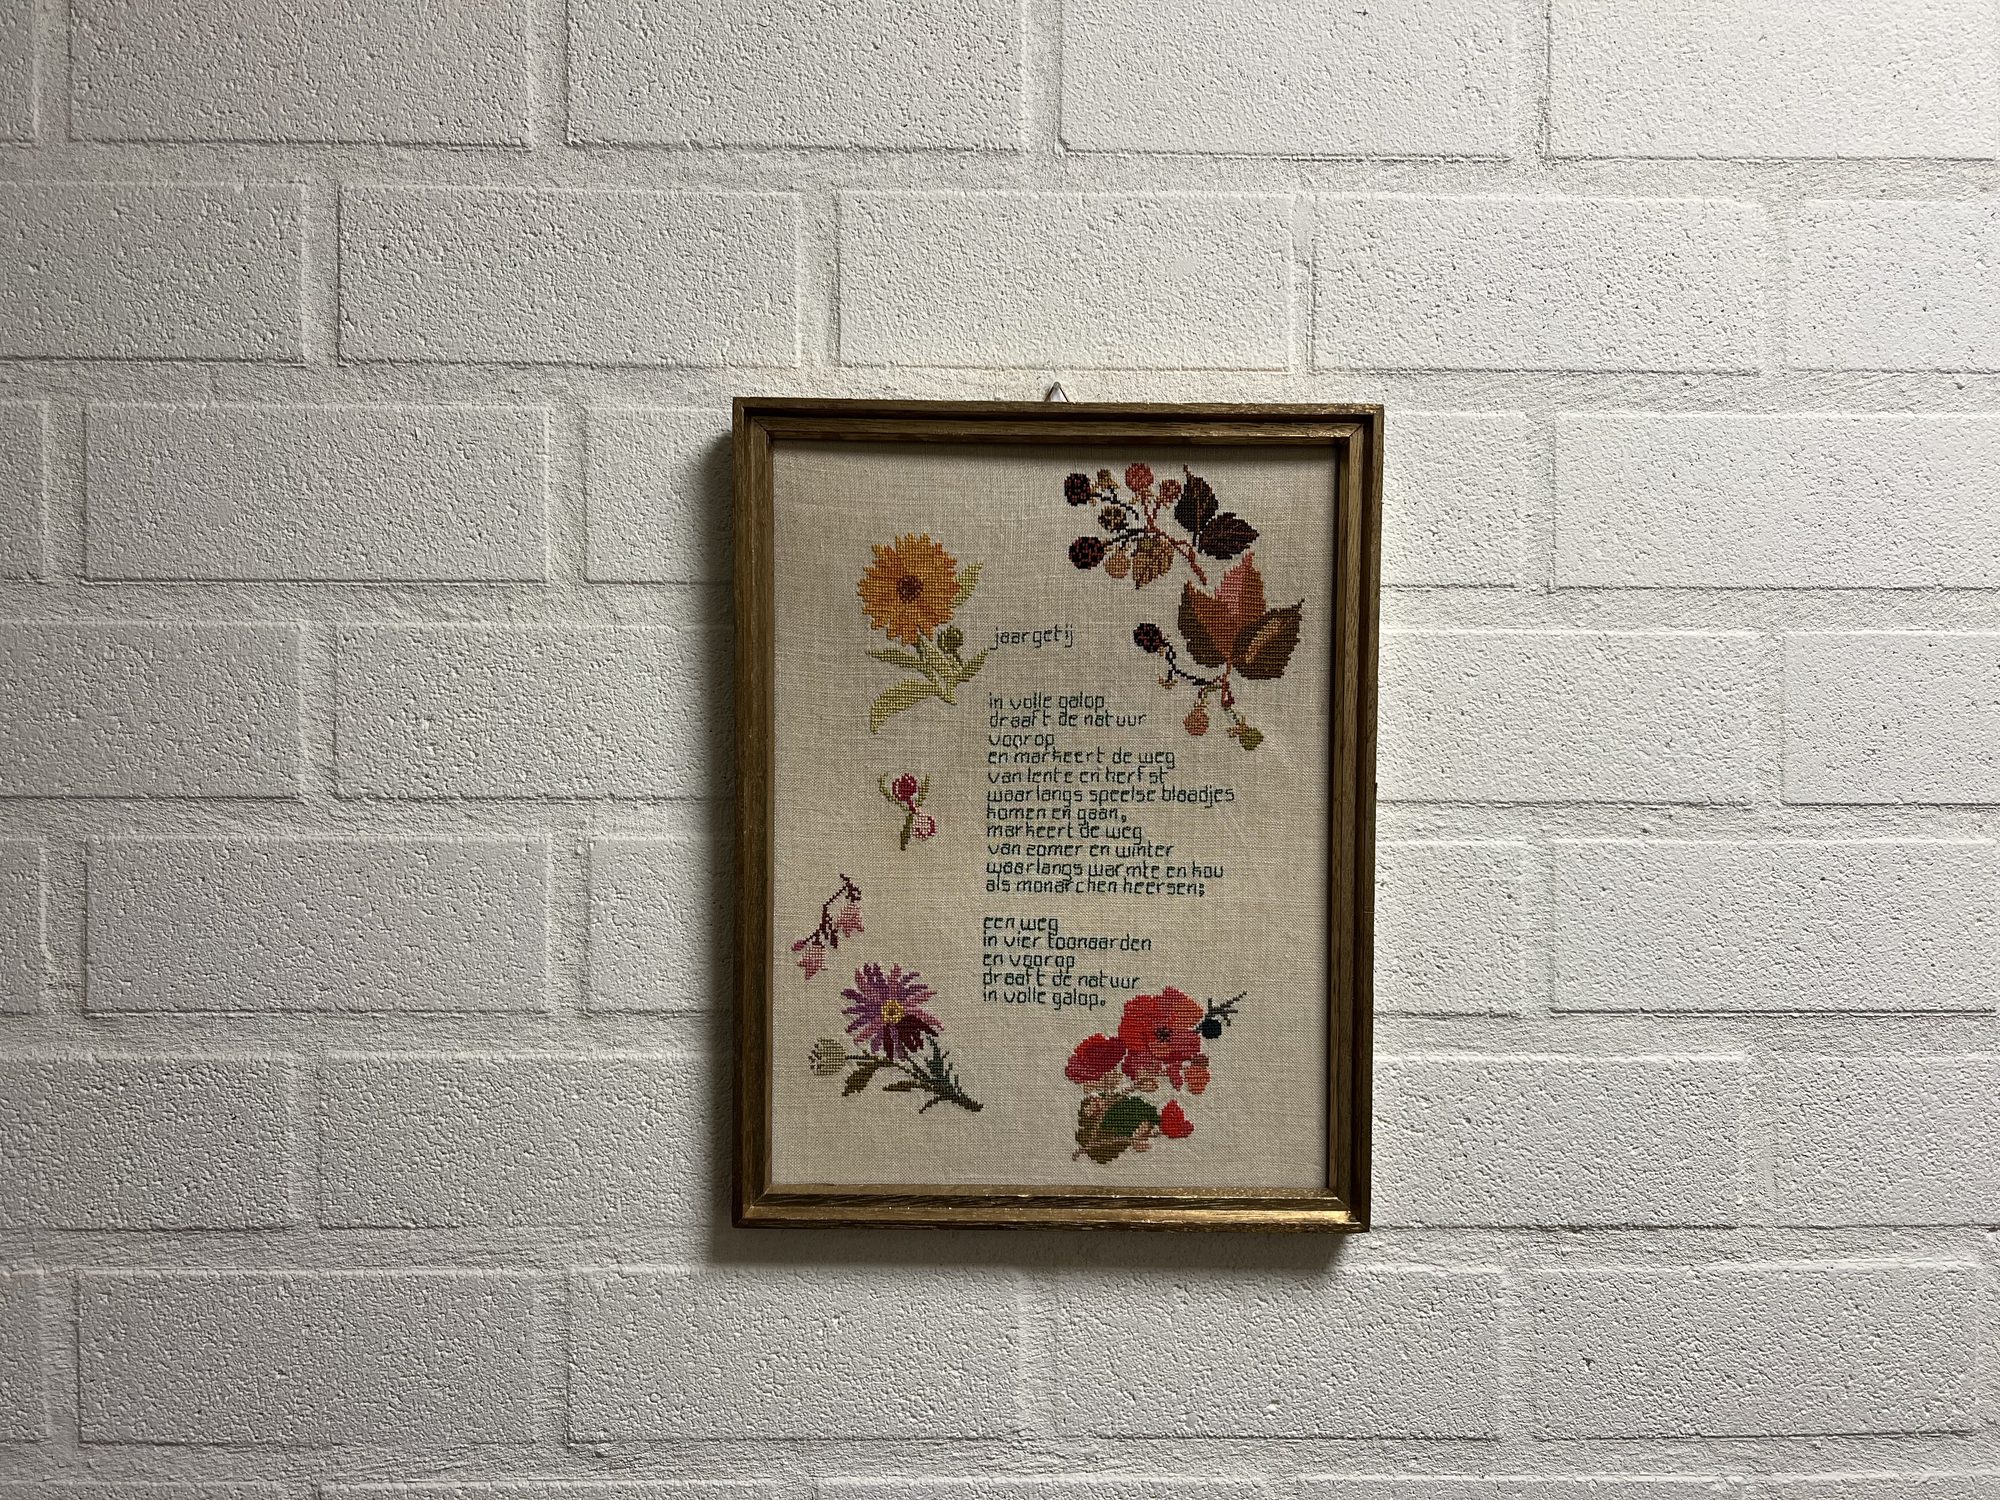 jaargetij
in volle galop
draaft de natuur
voorop
en markeert de weg
van lente en herfst
waarlangs speelse blaadjes
komen en gaan,
markeert de weg
van zomer en winter
waarlangs warmte en kou
als monarchen heersen;
een weg
in vier toonaarden
en voorop
draaft de natuur
in volle galop.